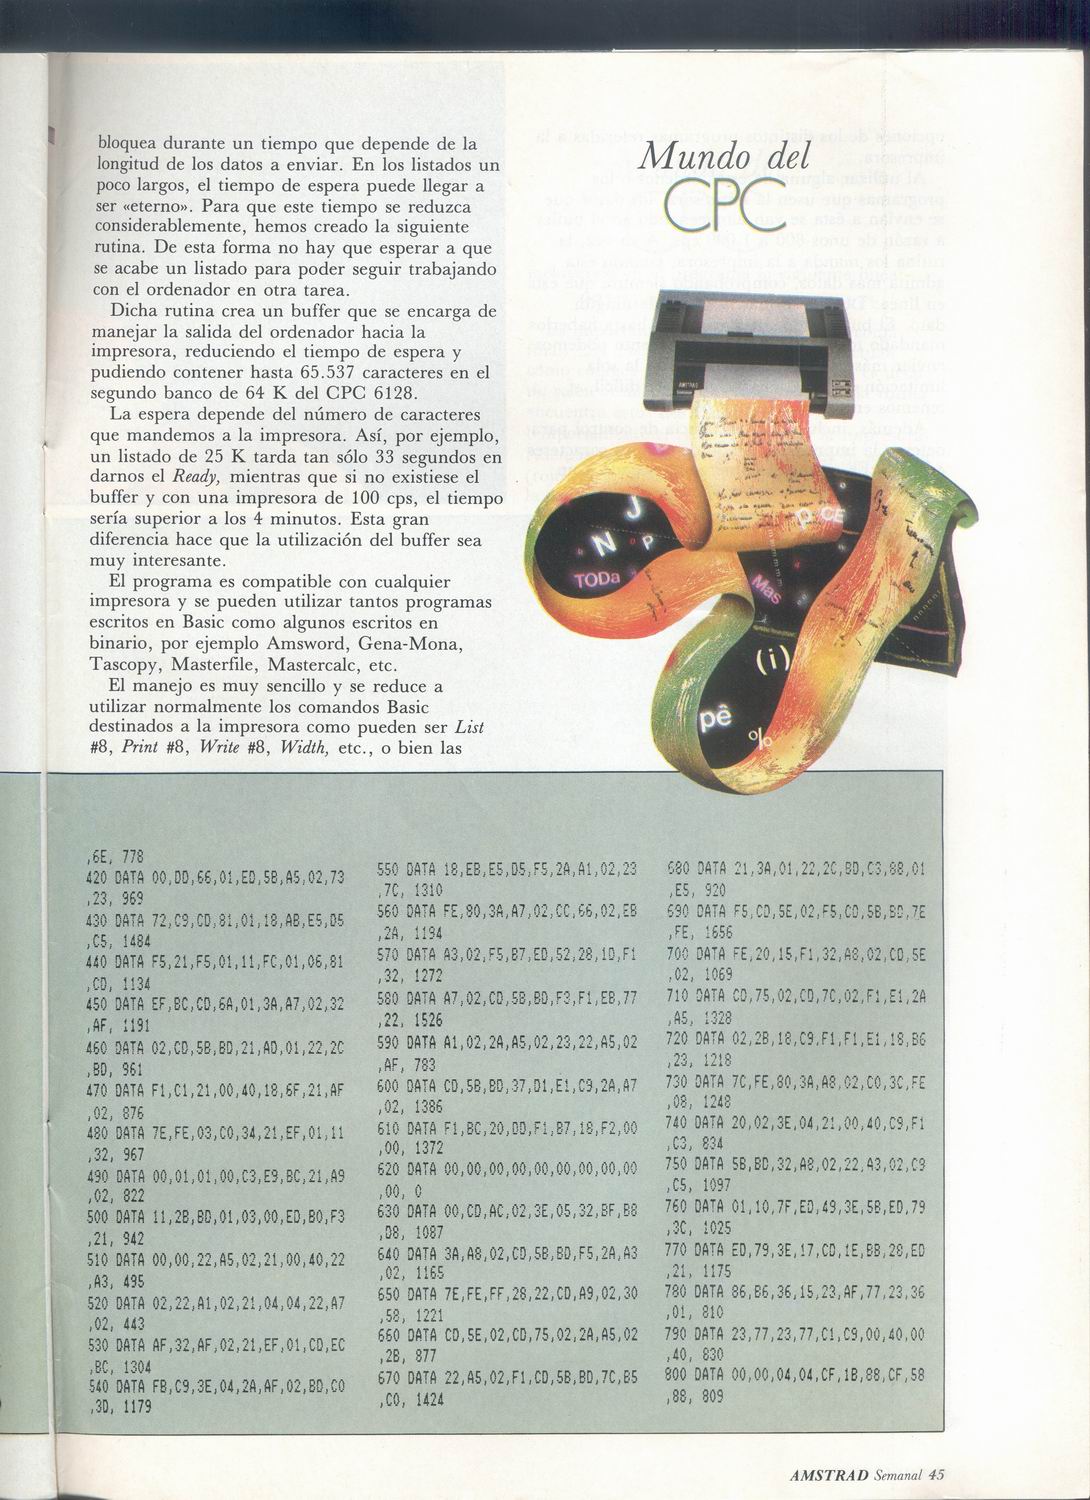 bloquea durante un tiempo que depende de la
longitud de los datos a enviar. En los listados un
poco largos, el tiempo de espera puede llegar a
ser «eterno». Para que este tiempo se reduzca
considerablemente, hemos creado la siguiente
rutina. De esta forma no hay que esperar a que
se acabe un listado para poder seguir trabajando
con el ordenador en otra tarea.
Dicha rutina crea un buffer que se encarga de
manejar la salida del ordenador hacia la
impresora, reduciendo el tiempo de espera y
pudiendo contener hasta 65.537 caracteres en el
segundo banco de 64 K del CPC 6128.
La espera depende del número de caracteres
que mandemos a la impresora. Así, por ejemplo,
un listado de 25 K tarda tan sólo 33 segundos en
darnos el Ready, mientras que si no existiese el
buffer y con una impresora de 100 cps, el tiempo
sería superior a los 4 minutos. Esta gran
diferencia hace que la utilización del buffer sea
muy interesante.
El programa es compatible con cualquier
impresora y se pueden utilizar tantos programas
escritos en Basic como algunos escritos en
binario, por ejemplo Amsword, Gena-Mona,
Tascopy, Masterfile, Mastercalc, etc.
El manejo es muy sencillo y se reduce a
utilizar normalmente los comandos Basic
destinados a la impresora como pueden ser List
#8, Print #8, Write #8, Width, etc., o bien las
Mundo del
CPC
AMSTRAD
J
N P
TODa
p CE
Mas
(i)
pê
%
,6E, 778
420 DATA 00,DD,66,01,ED,5B,A5,02,73
,23, 969
430 DATA 72,C9,CD,81,01,18,AB,E5,D5
,C5, 1484
440 DATA F5,21,F5,01,11,FC,01,06,81
,CD, 1134
450 DATA EF,BC,CD,6A,01,3A,A7,02,32
,AF, 1191
460 DATA 02,CD,5B,BD,21,AD,01,22,2C
,BD, 961
470 DATA F1,C1,21,00,40,18,6F,21,AF
,02, 876
480 DATA 7E,FE,03,C0,34,21,EF,01,11
,32, 967
490 DATA 00,01,01,00,C3,E9,BC,21,A9
,02, 822
500 DATA 11,2B,BD,01,03,00,ED,B0,F3
,21, 942
510 DATA 00,00,22,A5,02,21,00,40,22
,A3, 495
520 DATA 02,22,A1,02,21,04,04,22,A7
,02, 443
530 DATA AF,32,AF,02,21,EF,01,CD,EC
,BC, 1304
540 DATA FB,C9,3E,04,2A,AF,02,BD,C0
,3D, 1179
550 DATA 18,EB,E5,D5,F5,2A,A1,02,23
,7C, 1310
560 DATA FE,80,3A,A7,02,CC,66,02,EB
,2A, 1194
570 DATA A3,02,F5,B7,ED,52,28,1D,F1
,32, 1272
580 DATA A7,02,CD,5B,BD,F3,F1,EB,77
,22, 1526
590 DATA A1,02,2A,A5,02,23,22,A5,02
,AF, 783
600 DATA CD,5B,BD,37,D1,E1,C9,2A,A7
,02, 1386
610 DATA F1,BC,20,DD,F1,B7,18,F2,00
,00, 1372
620 DATA 00,00,00,00,00,00,00,00,00
,00, 0
630 DATA 00,CD,AC,02,3E,05,32,BF,B8
,D8, 1087
640 DATA 3A,A8,02,CD,5B,BD,F5,2A,A3
,02, 1165
650 DATA 7E,FE,FF,28,22,CD,A9,02,30
,58, 1221
660 DATA CD,5E,02,CD,75,02,2A,A5,02
,2B, 877
670 DATA 22,A5,02,F1,CD,5B,BD,7C,B5
,C0, 1424
680 DATA 21,3A,01,22,2C,BD,C3,88,01
,E5, 920
690 DATA F5,CD,5E,02,F5,CD,5B,BD,7E
,FE, 1656
700 DATA FE,20,15,F1,32,A8,02,CD,5E
,02, 1069
710 DATA CD,75,02,CD,7C,02,F1,E1,2A
,A5, 1328
720 DATA 02,2B,18,C9,F1,F1,E1,18,B6
,23, 1218
730 DATA 7C,FE,80,3A,A8,02,C0,3C,FE
,08, 1248
740 DATA 20,02,3E,04,21,00,40,C9,F1
,C3, 834
750 DATA 5B,BD,32,A8,02,22,A3,02,C9
,C5, 1097
760 DATA 01,10,7F,ED,49,3E,5B,ED,79
,3C, 1025
770 DATA ED,79,3E,17,CD,1E,BB,28,ED
,21, 1175
780 DATA 86,B6,36,15,23,AF,77,23,36
,01, 810
790 DATA 23,77,23,77,C1,C9,00,40,00
,40, 830
800 DATA 00,00,04,04,CF,1B,88,CF,58
,88, 809
AMSTRAD Semanal 45